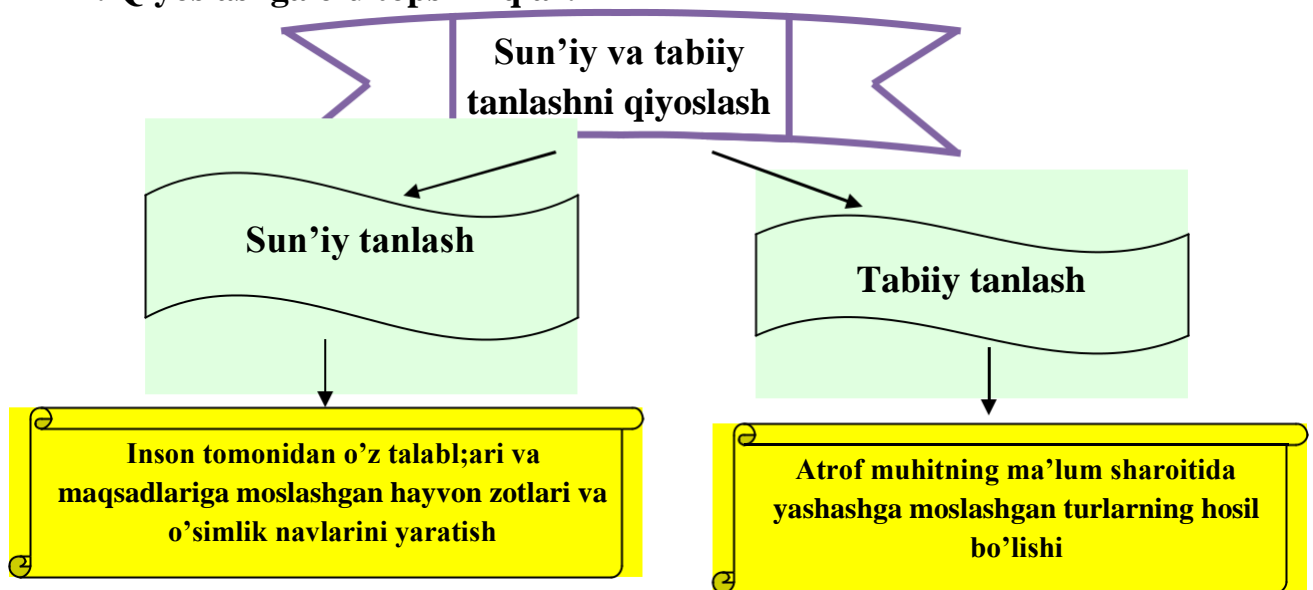 Sun’iy va tabiiy
tanlashni qiyoslash
Sun’iy tanlash
Tabiiy tanlash
Inson tomonidan o’z talabl;ari va
maqsadlariga moslashgan hayvon zotlari va
o’simlik navlarini yaratish
Atrof muhitning ma’lum sharoitida
yashashga moslashgan turlarning hosil
bo’lishi